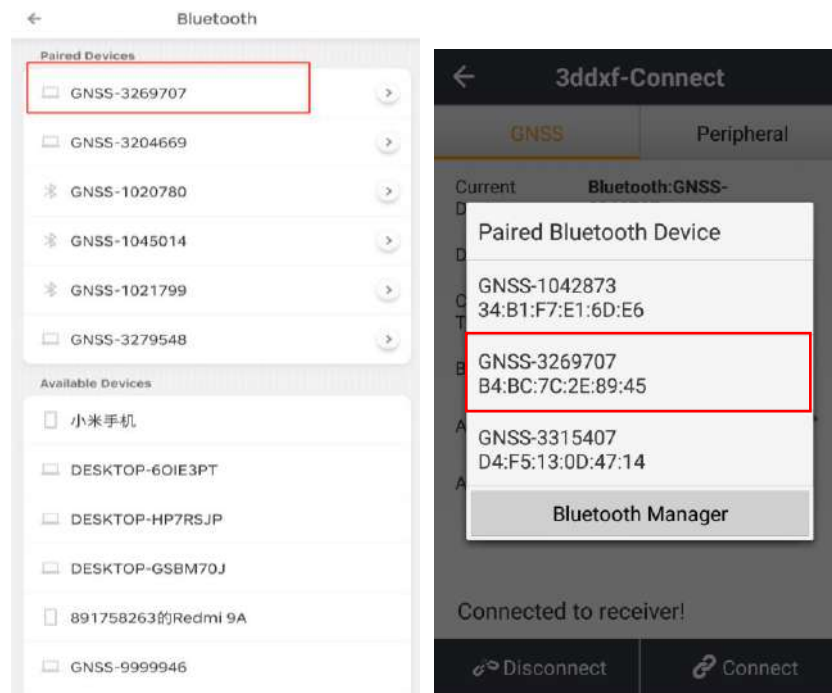 Bluetooth
Paired Devices
GNSS-3269707
GNSS-3204669
GNSS-1020780
GNSS-1045014
GNSS-1021799
GNSS-3279548
Available Devices
小米手机
DESKTOP-6OIE3PT
DESKTOP-HP7RSJP
DESKTOP-GSBM70J
891758263的Redmi 9A
GNSS-9999946
3ddxf-Connect
GNSS Peripheral
Current Bluetooth:GNSS-
Paired Bluetooth Device
GNSS-1042873
34:B1:F7:E1:6D:E6
GNSS-3269707
B4:BC:7C:2E:89:45
GNSS-3315407
D4:F5:13:0D:47:14
Bluetooth Manager
Connected to receiver!
Disconnect Connect